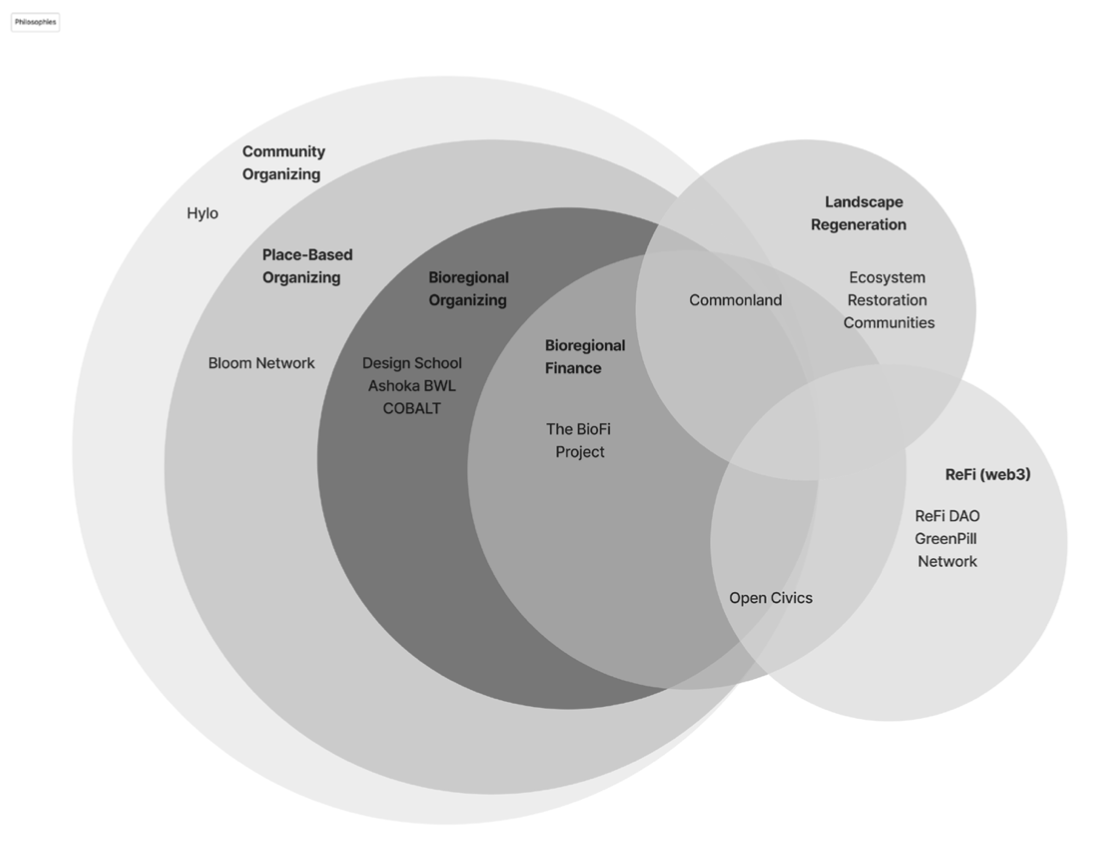 Philosophies
Community
Organizing
Hylo
Place-Based
Organizing
Bloom Network
Bioregional
Organizing
Design School
Ashoka BWL
COBALT
Bioregional
Finance
The BioFi
Project
Commonland
Landscape
Regeneration
Ecosystem
Restoration
Communities
ReFi (web3)
ReFi DAO
GreenPill
Network
Open Civics